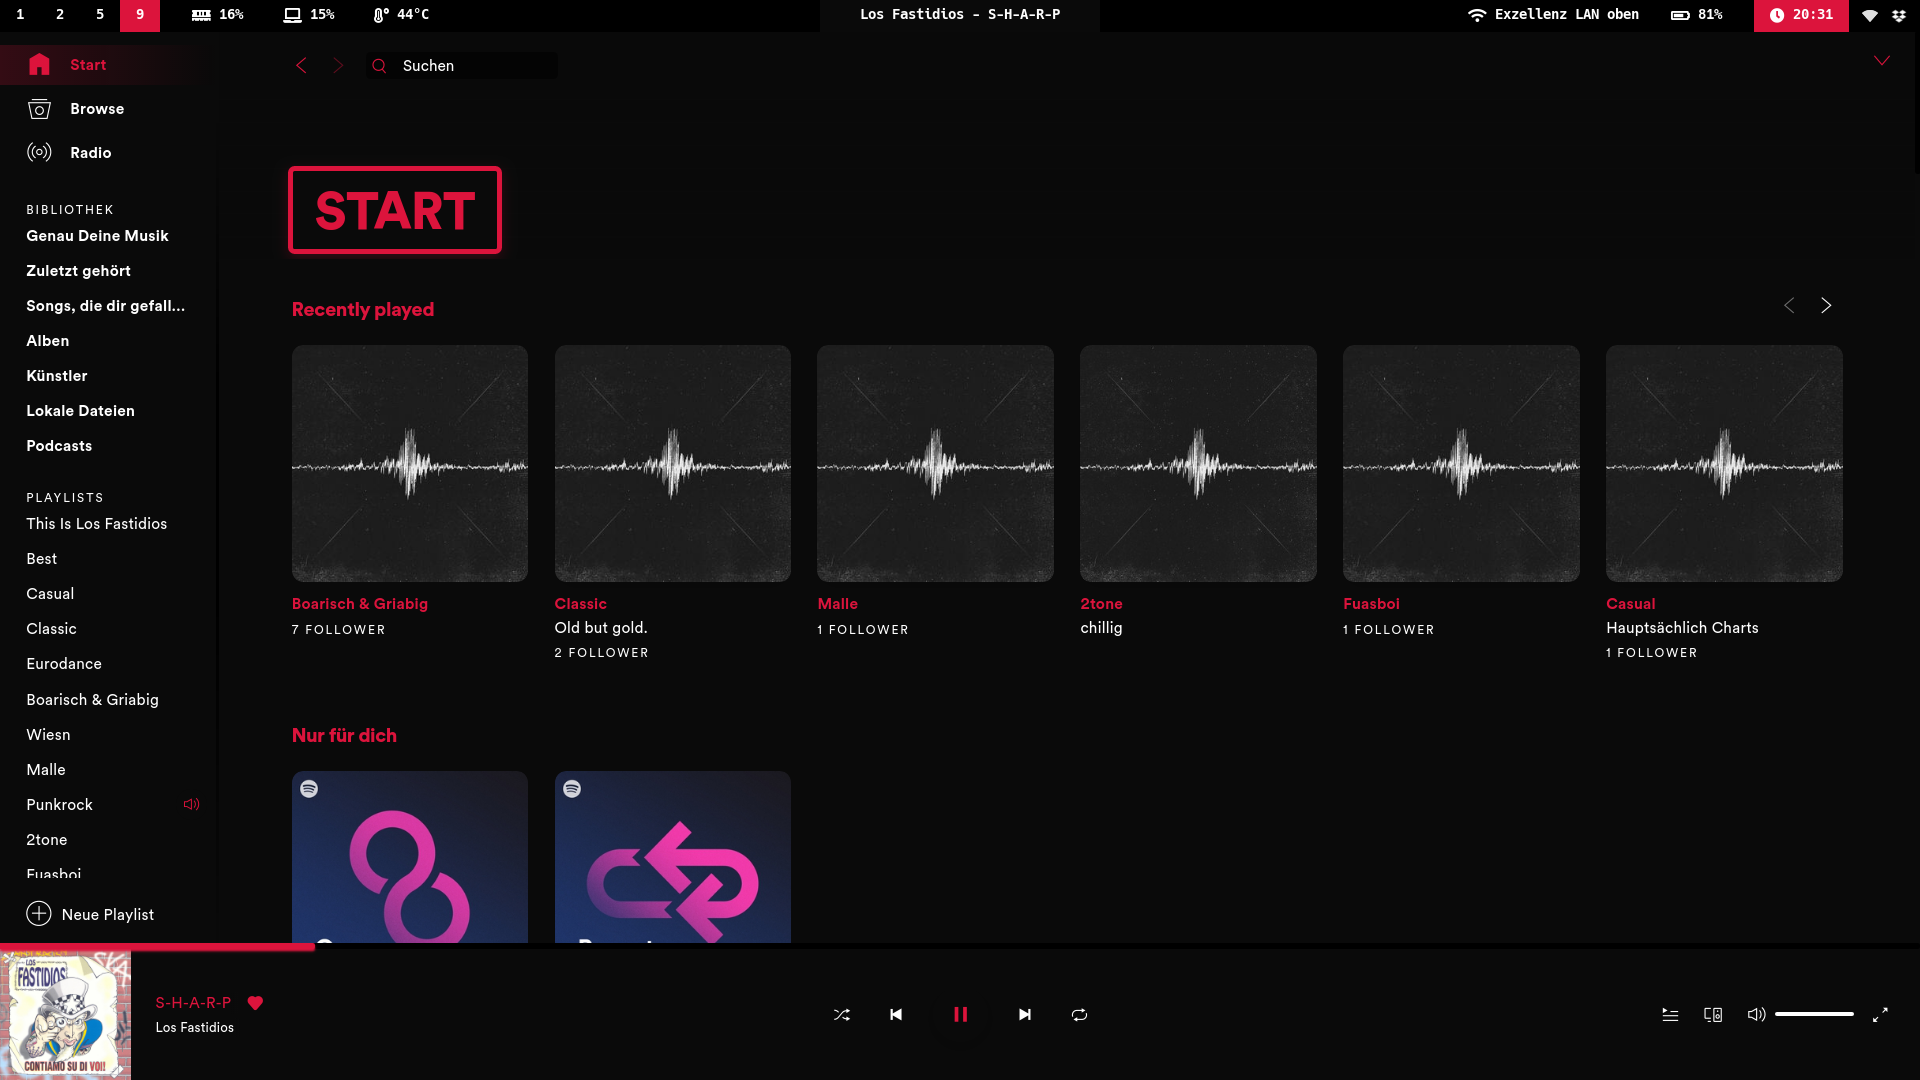 1 2 5 9 16% 15% 44°C Los Fastidios - S-H-A-R-P Exzellenz LAN oben 81% 20:31
Start
Suchen
Browse
Radio
BIBLIOTHEK
Genau Deine Musik
Zuletzt gehört
Songs, die dir gefall...
Alben
Künstler
Lokale Dateien
Podcasts
PLAYLISTS
This Is Los Fastidios
Best
Casual
Classic
Eurodance
Boarisch & Griabig
Wiesn
Malle
Punkrock
2tone
Fuasboi
Neue Playlist
START
Recently played
Boarisch & Griabig
7 FOLLOWER
Classic
Old but gold.
2 FOLLOWER
Malle
1 FOLLOWER
2tone
chillig
Fuasboi
1 FOLLOWER
Casual
Hauptsächlich Charts
1 FOLLOWER
Nur für dich
LOS
FASTIDIOS
SKA
CONTIAMO SU DI VOI!
S-H-A-R-P
Los Fastidios